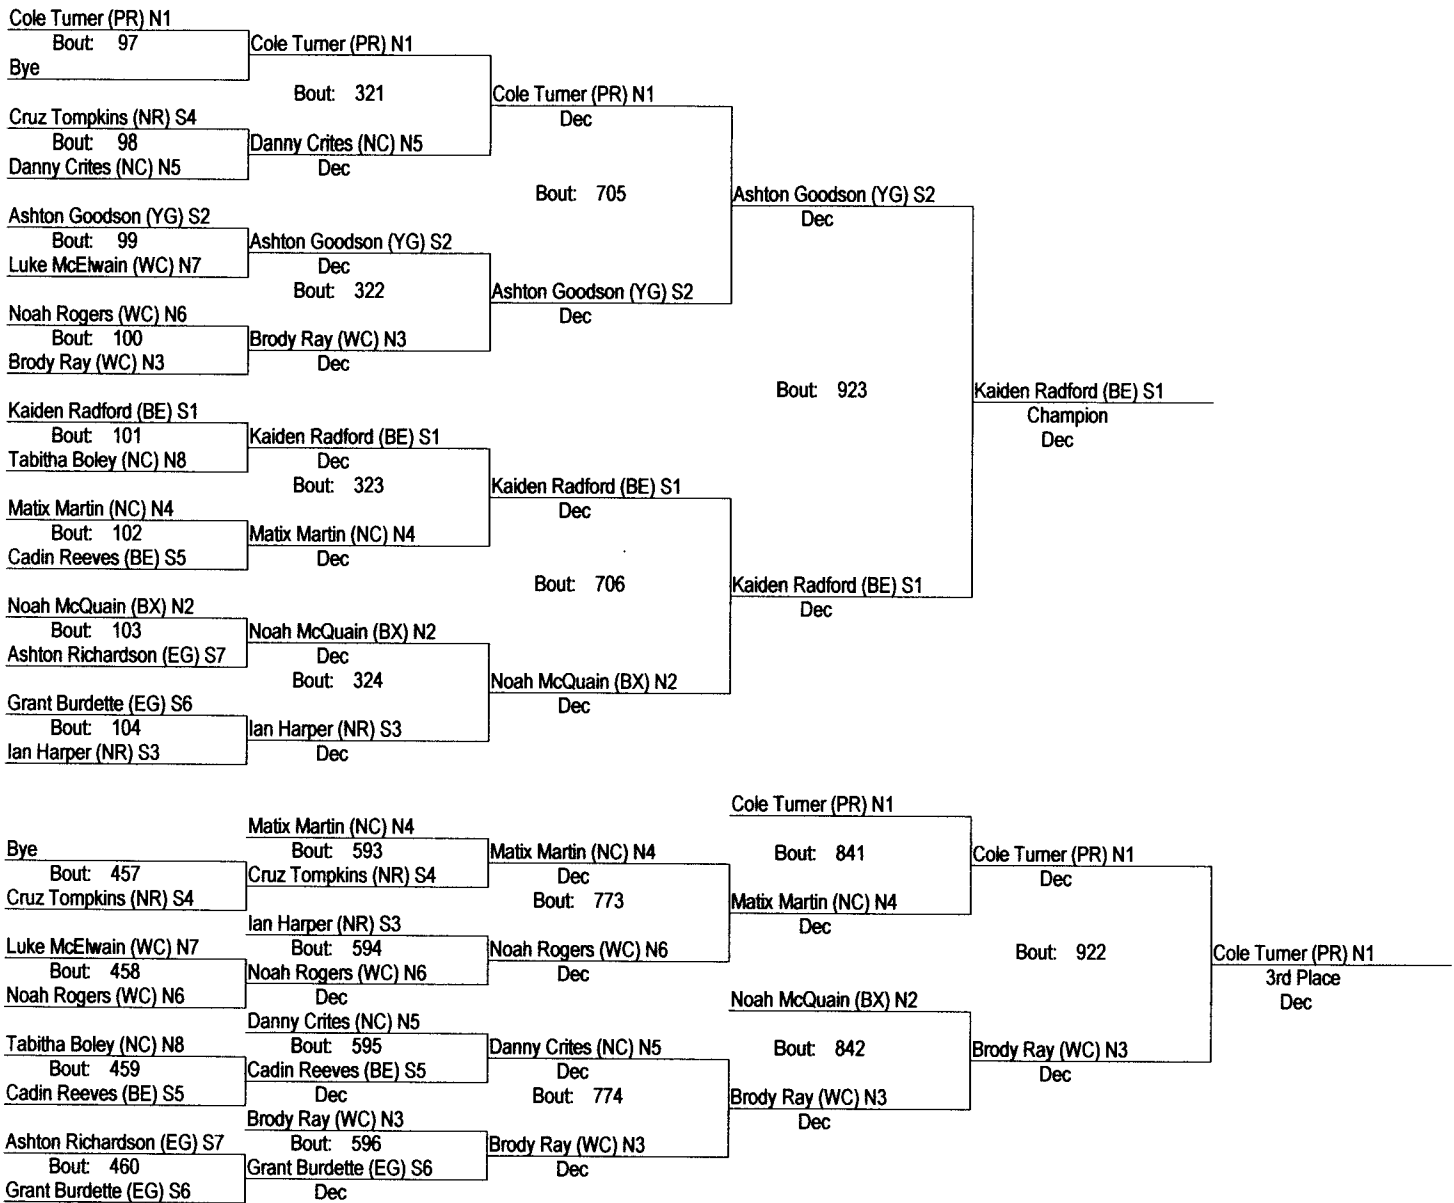 Cole Turner (PR) N1
Bout: 97
Bye
Cole Turner (PR) N1
Bout: 321
Cruz Tompkins (NR) S4
Bout: 98
Danny Crites (NC) N5
Danny Crites (NC) N5
Dec
Cole Turner (PR) N1
Dec
Bout: 705
Ashton Goodson (YG) S2
Bout: 99
Luke McElwain (WC) N7
Ashton Goodson (YG) S2
Dec
Bout: 322
Noah Rogers (WC) N6
Bout: 100
Brody Ray (WC) N3
Brody Ray (WC) N3
Dec
Ashton Goodson (YG) S2
Dec
Ashton Goodson (YG) S2
Dec
Bout: 923
Kaiden Radford (BE) S1
Champion
Dec
Kaiden Radford (BE) S1
Bout: 101
Tabitha Boley (NC) N8
Kaiden Radford (BE) S1
Dec
Bout: 323
Matix Martin (NC) N4
Bout: 102
Cadin Reeves (BE) S5
Matix Martin (NC) N4
Dec
Kaiden Radford (BE) S1
Dec
Bout: 706
Kaiden Radford (BE) S1
Dec
Noah McQuain (BX) N2
Bout: 103
Ashton Richardson (EG) S7
Noah McQuain (BX) N2
Dec
Bout: 324
Grant Burdette (EG) S6
Bout: 104
Ian Harper (NR) S3
Ian Harper (NR) S3
Dec
Noah McQuain (BX) N2
Dec
Bye
Bout: 457
Cruz Tompkins (NR) S4
Matix Martin (NC) N4
Bout: 593
Cruz Tompkins (NR) S4
Matix Martin (NC) N4
Dec
Bout: 773
Luke McElwain (WC) N7
Bout: 458
Noah Rogers (WC) N6
Ian Harper (NR) S3
Bout: 594
Noah Rogers (WC) N6
Dec
Noah Rogers (WC) N6
Dec
Cole Turner (PR) N1
Bout: 841
Matix Martin (NC) N4
Dec
Cole Turner (PR) N1
Dec
Bout: 922
Cole Turner (PR) N1
3rd Place
Dec
Tabitha Boley (NC) N8
Bout: 459
Cadin Reeves (BE) S5
Danny Crites (NC) N5
Bout: 595
Cadin Reeves (BE) S5
Dec
Danny Crites (NC) N5
Dec
Bout: 774
Ashton Richardson (EG) S7
Bout: 460
Grant Burdette (EG) S6
Brody Ray (WC) N3
Bout: 596
Grant Burdette (EG) S6
Dec
Brody Ray (WC) N3
Dec
Noah McQuain (BX) N2
Bout: 842
Brody Ray (WC) N3
Dec
Brody Ray (WC) N3
Dec